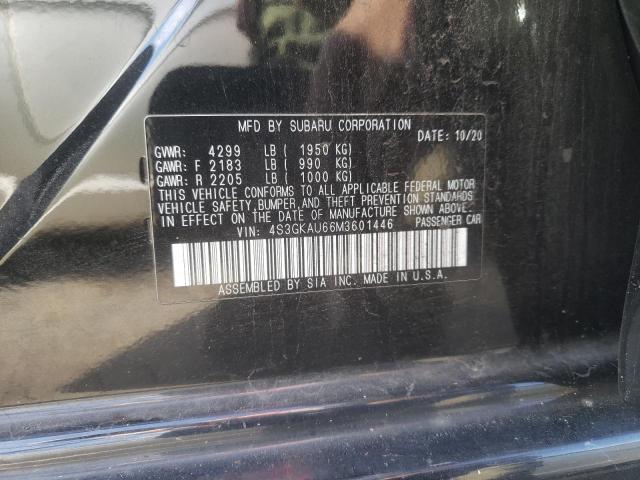 MFD BY SUBARU CORPORATION
DATE: 10/20
GVWR: 4299 LB ( 1950 KG)
GAWR: F 2183 LB ( 990 KG)
GAWR: R 2205 LB ( 1000 KG)
THIS VEHICLE CONFORMS TO ALL APPLICABLE FEDERAL MOTOR
VEHICLE SAFETY, BUMPER, AND THEFT PREVENTION STANDARDS
IN EFFECT ON THE DATE OF MANUFACTURE SHOWN ABOVE.
VIN: 4S3GKAU66M3601446 PASSENGER CAR
ASSEMBLED BY SIA INC. MADE IN U.S.A.